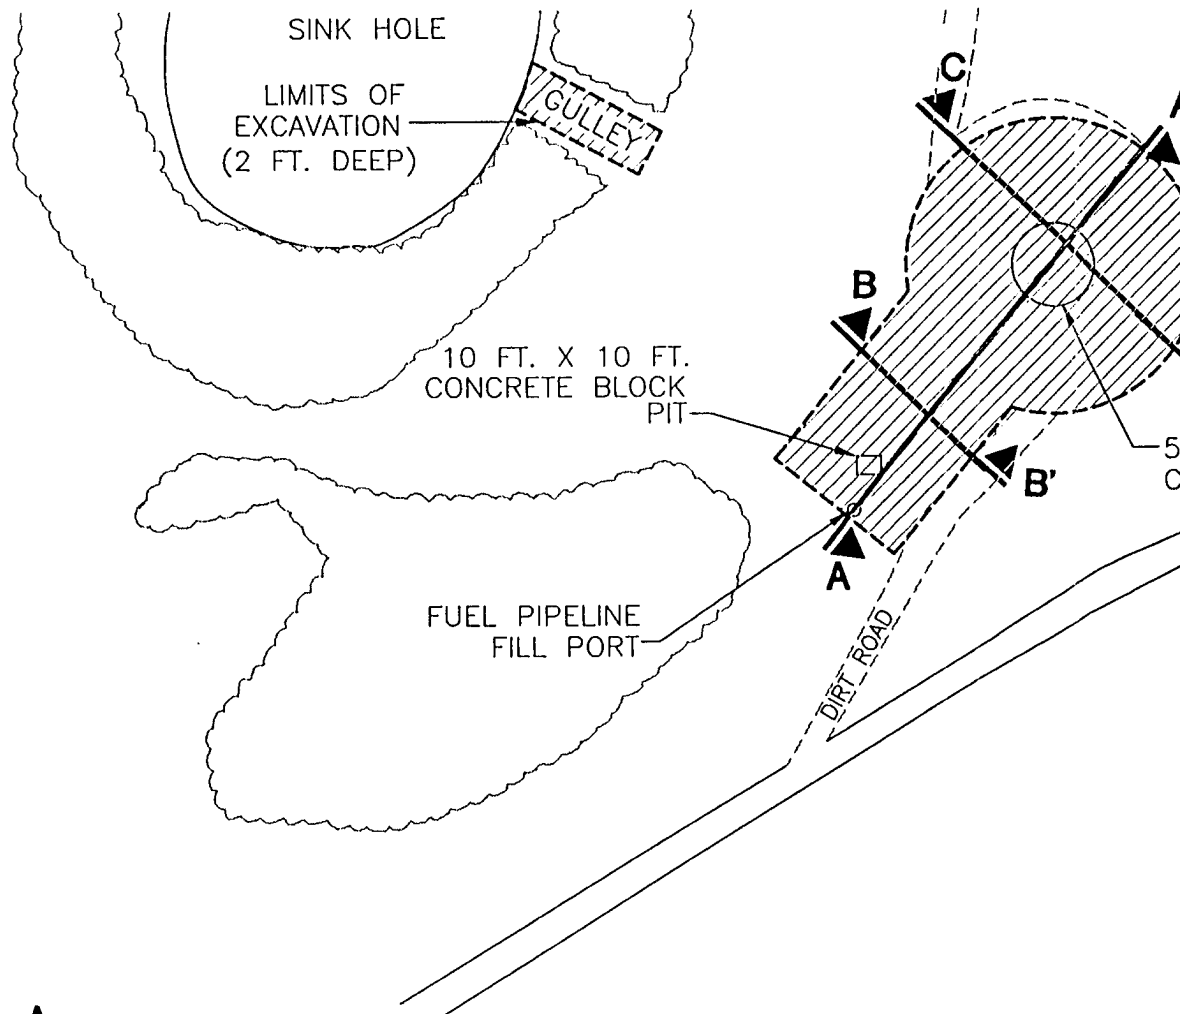 SINK HOLE
LIMITS OF
EXCAVATION
(2 FT. DEEP)
GULLEY
C
B
10 FT. X 10 FT.
CONCRETE BLOCK
PIT
5
B'
A
FUEL PIPELINE
FILL PORT
DIRT ROAD